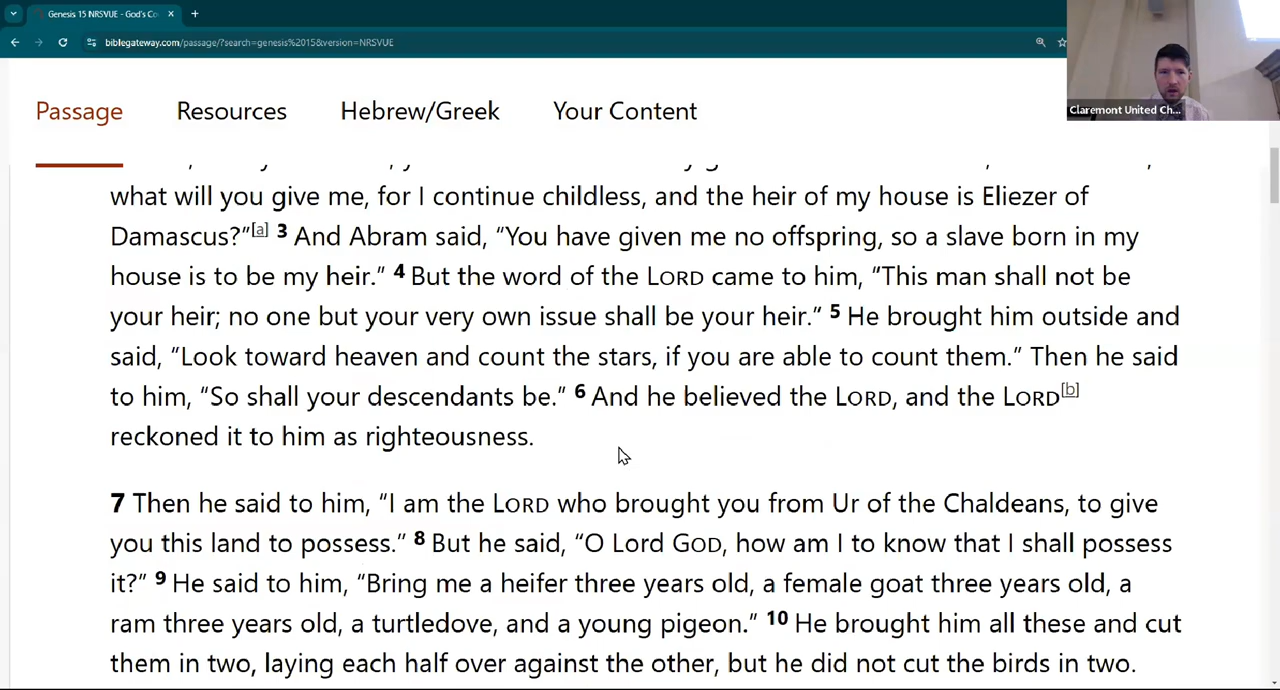 Genesis 15 NRSVUE - God's Co
biblegateway.com/passage/?search=genesis%2015&version=NRSVUE
Claremont United Ch...
Passage Resources Hebrew/Greek Your Content
what will you give me, for I continue childless, and the heir of my house is Eliezer of
Damascus?”[a] 3 And Abram said, “You have given me no offspring, so a slave born in my
house is to be my heir.” 4 But the word of the LORD came to him, “This man shall not be
your heir; no one but your very own issue shall be your heir.” 5 He brought him outside and
said, “Look toward heaven and count the stars, if you are able to count them.” Then he said
to him, “So shall your descendants be.” 6 And he believed the LORD, and the LORD[b]
reckoned it to him as righteousness.
7 Then he said to him, “I am the LORD who brought you from Ur of the Chaldeans, to give
you this land to possess.” 8 But he said, “O Lord GOD, how am I to know that I shall possess
it?” 9 He said to him, “Bring me a heifer three years old, a female goat three years old, a
ram three years old, a turtledove, and a young pigeon.” 10 He brought him all these and cut
them in two, laying each half over against the other, but he did not cut the birds in two.